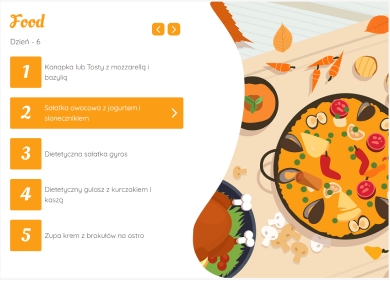 Food
Dzień - 6
1
Kanapka lub Tosty z mozzarellą i
bazylią
2
Sałatka owocowa z jogurtem i
słonecznikiem
3
Dietetyczna sałatka gyros
4
Dietetyczny gulasz z kurczakiem i
kaszą
5
Zupa krem z brokułów na ostro